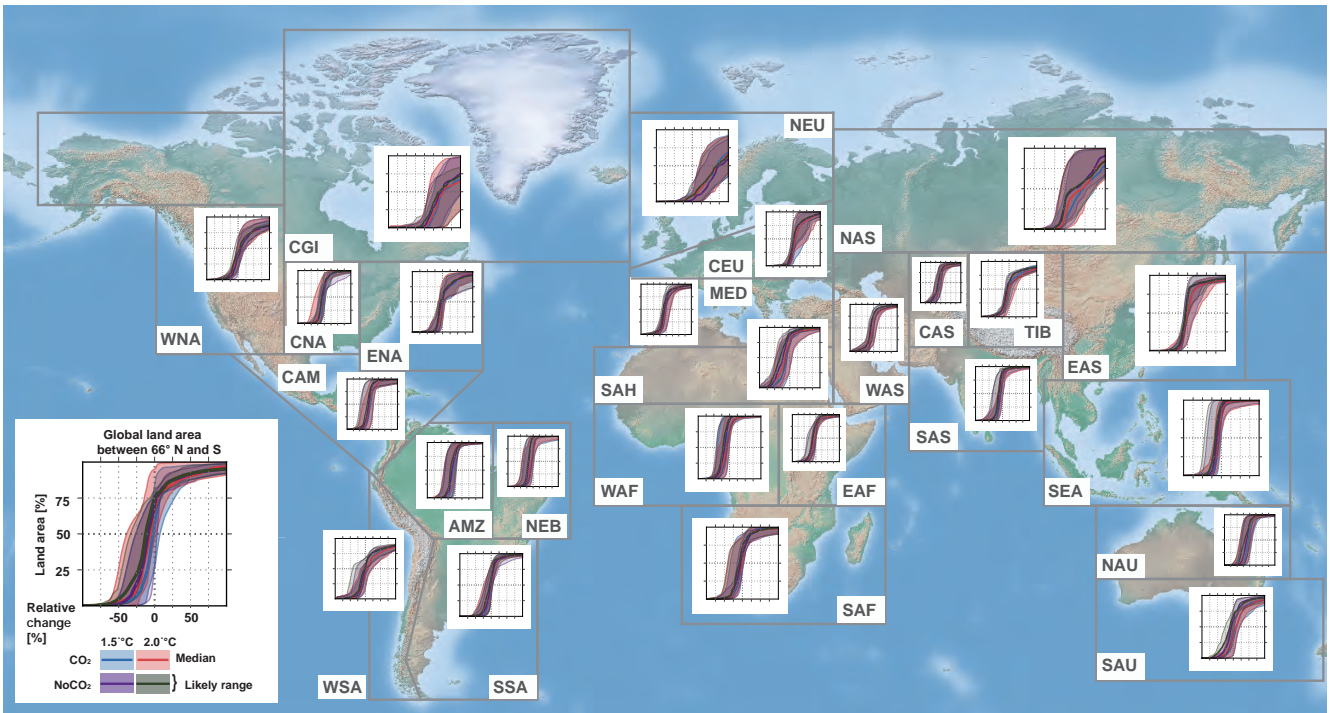 NEU
CGI
NAS
CEU
MED
WNA
CNA
ENA
CAS
TIB
CAM
EAS
SAH
WAS
SAS
WAF
EAF
SEA
AMZ
NEB
NAU
SAF
WSA
SSA
SAU
Global land area
between 66° N and S
Land area [%]
75
50
25
Relative
change
[%]
-50
0
50
1.5 °C
2.0 °C
CO₂
Median
NoCO₂
} Likely range